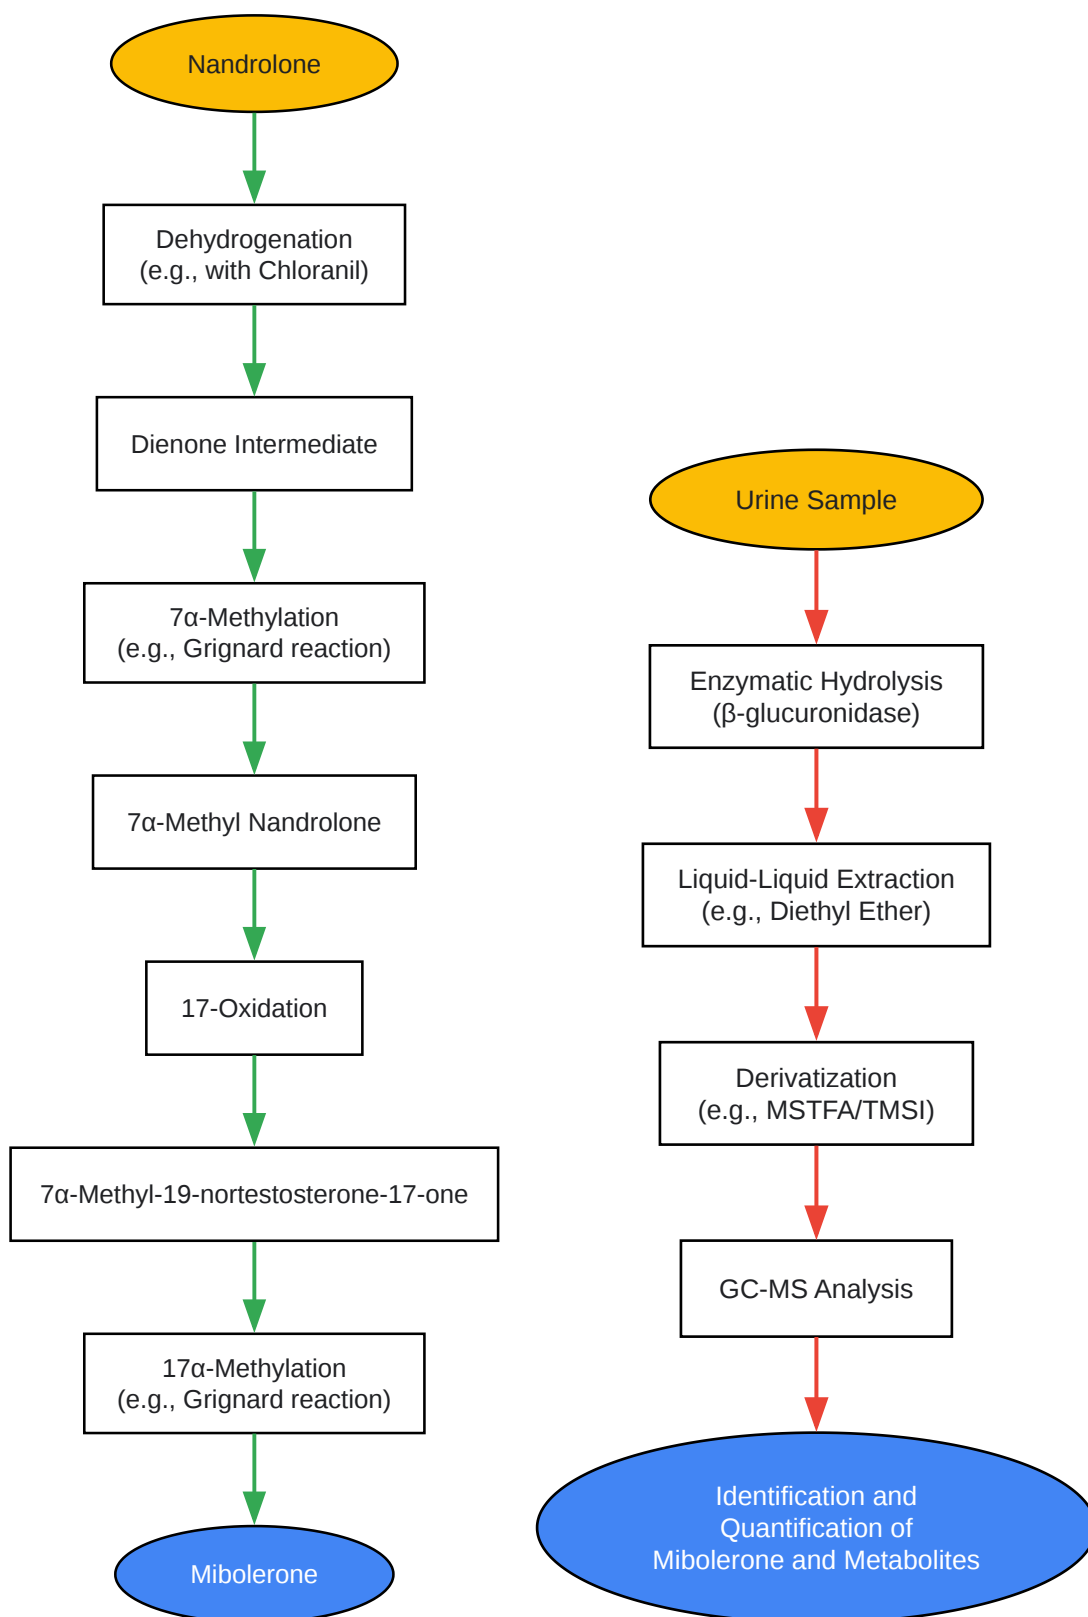 Nandrolone
Dehydrogenation
(e.g., with Chloranil)
Dienone Intermediate
7α-Methylation
(e.g., Grignard reaction)
7α-Methyl Nandrolone
17-Oxidation
7α-Methyl-19-nortestosterone-17-one
17α-Methylation
(e.g., Grignard reaction)
Mibolerone
Urine Sample
Enzymatic Hydrolysis
(β-glucuronidase)
Liquid-Liquid Extraction
(e.g., Diethyl Ether)
Derivatization
(e.g., MSTFA/TMSI)
GC-MS Analysis
Identification and
Quantification of
Mibolerone and Metabolites